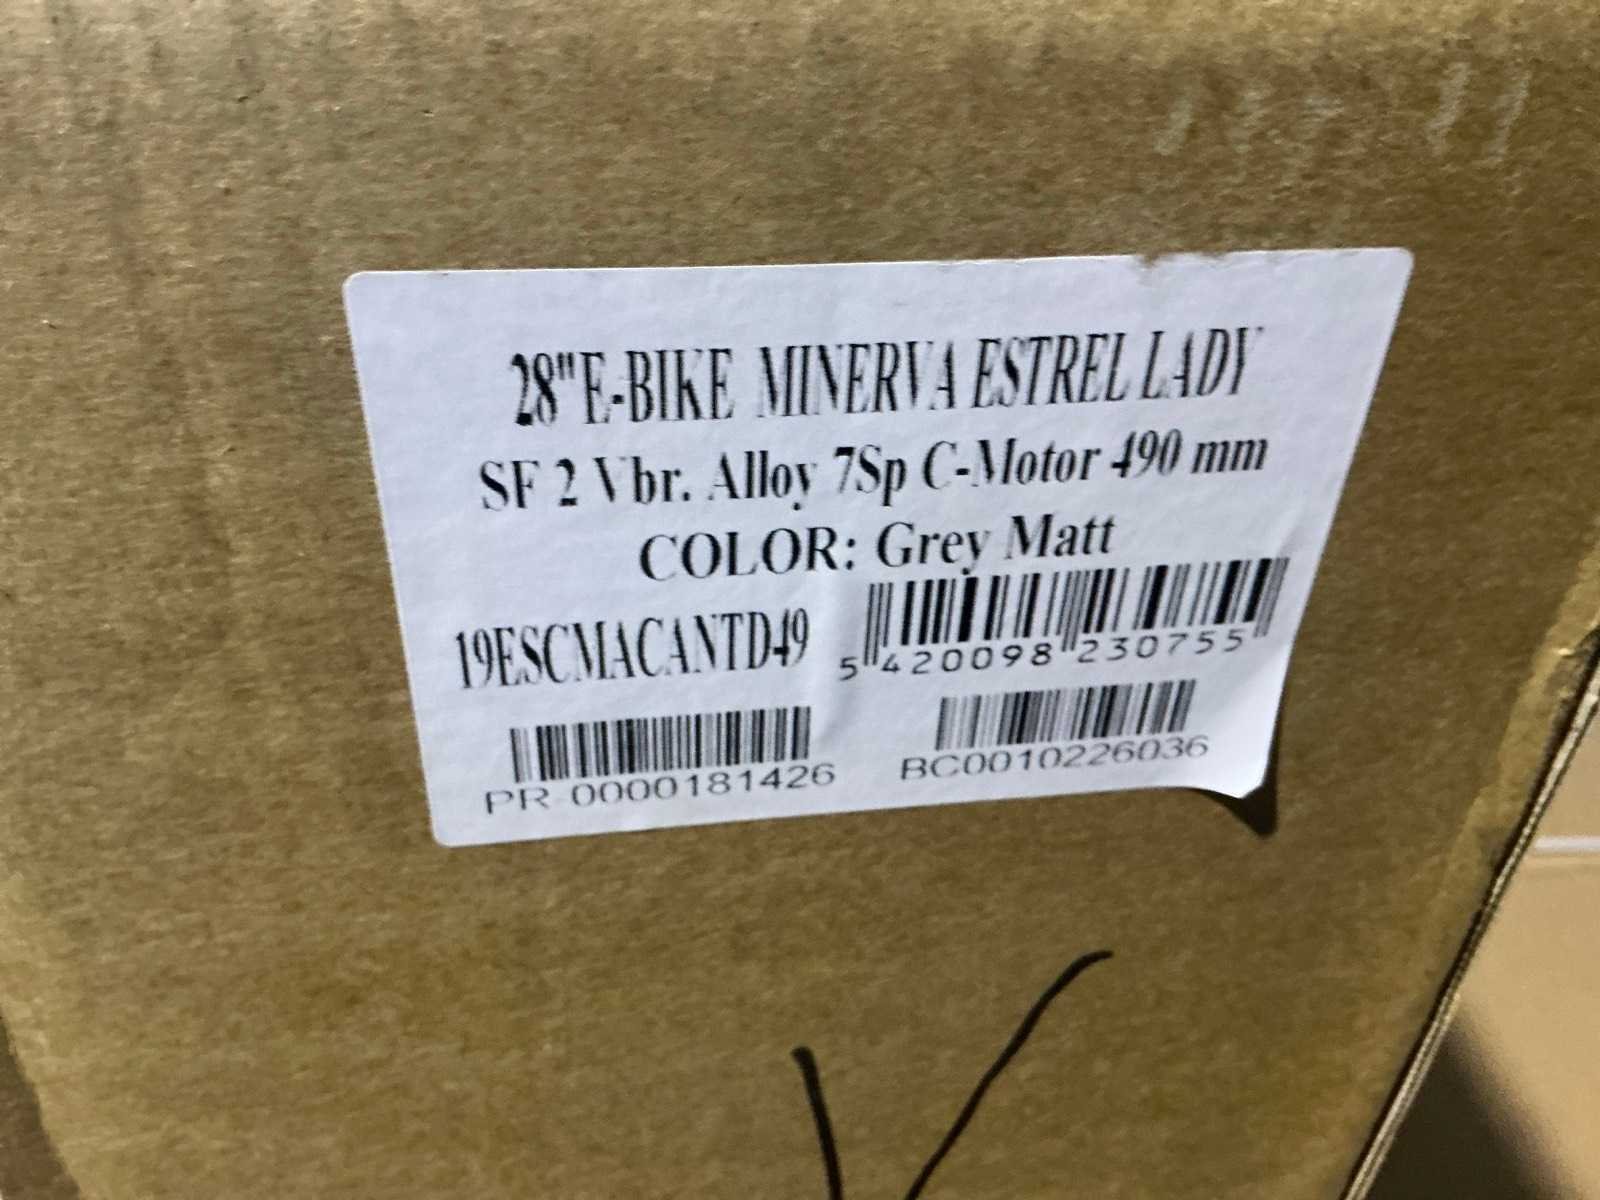 28"E-BIKE MINERVA ESTREL LADY
SF 2 Vbr. Alloy 7Sp C-Motor 490 mm
COLOR: Grey Matt
19ESCMACANTD49
5 420098 230755
PR-0000181426
BC0010226036